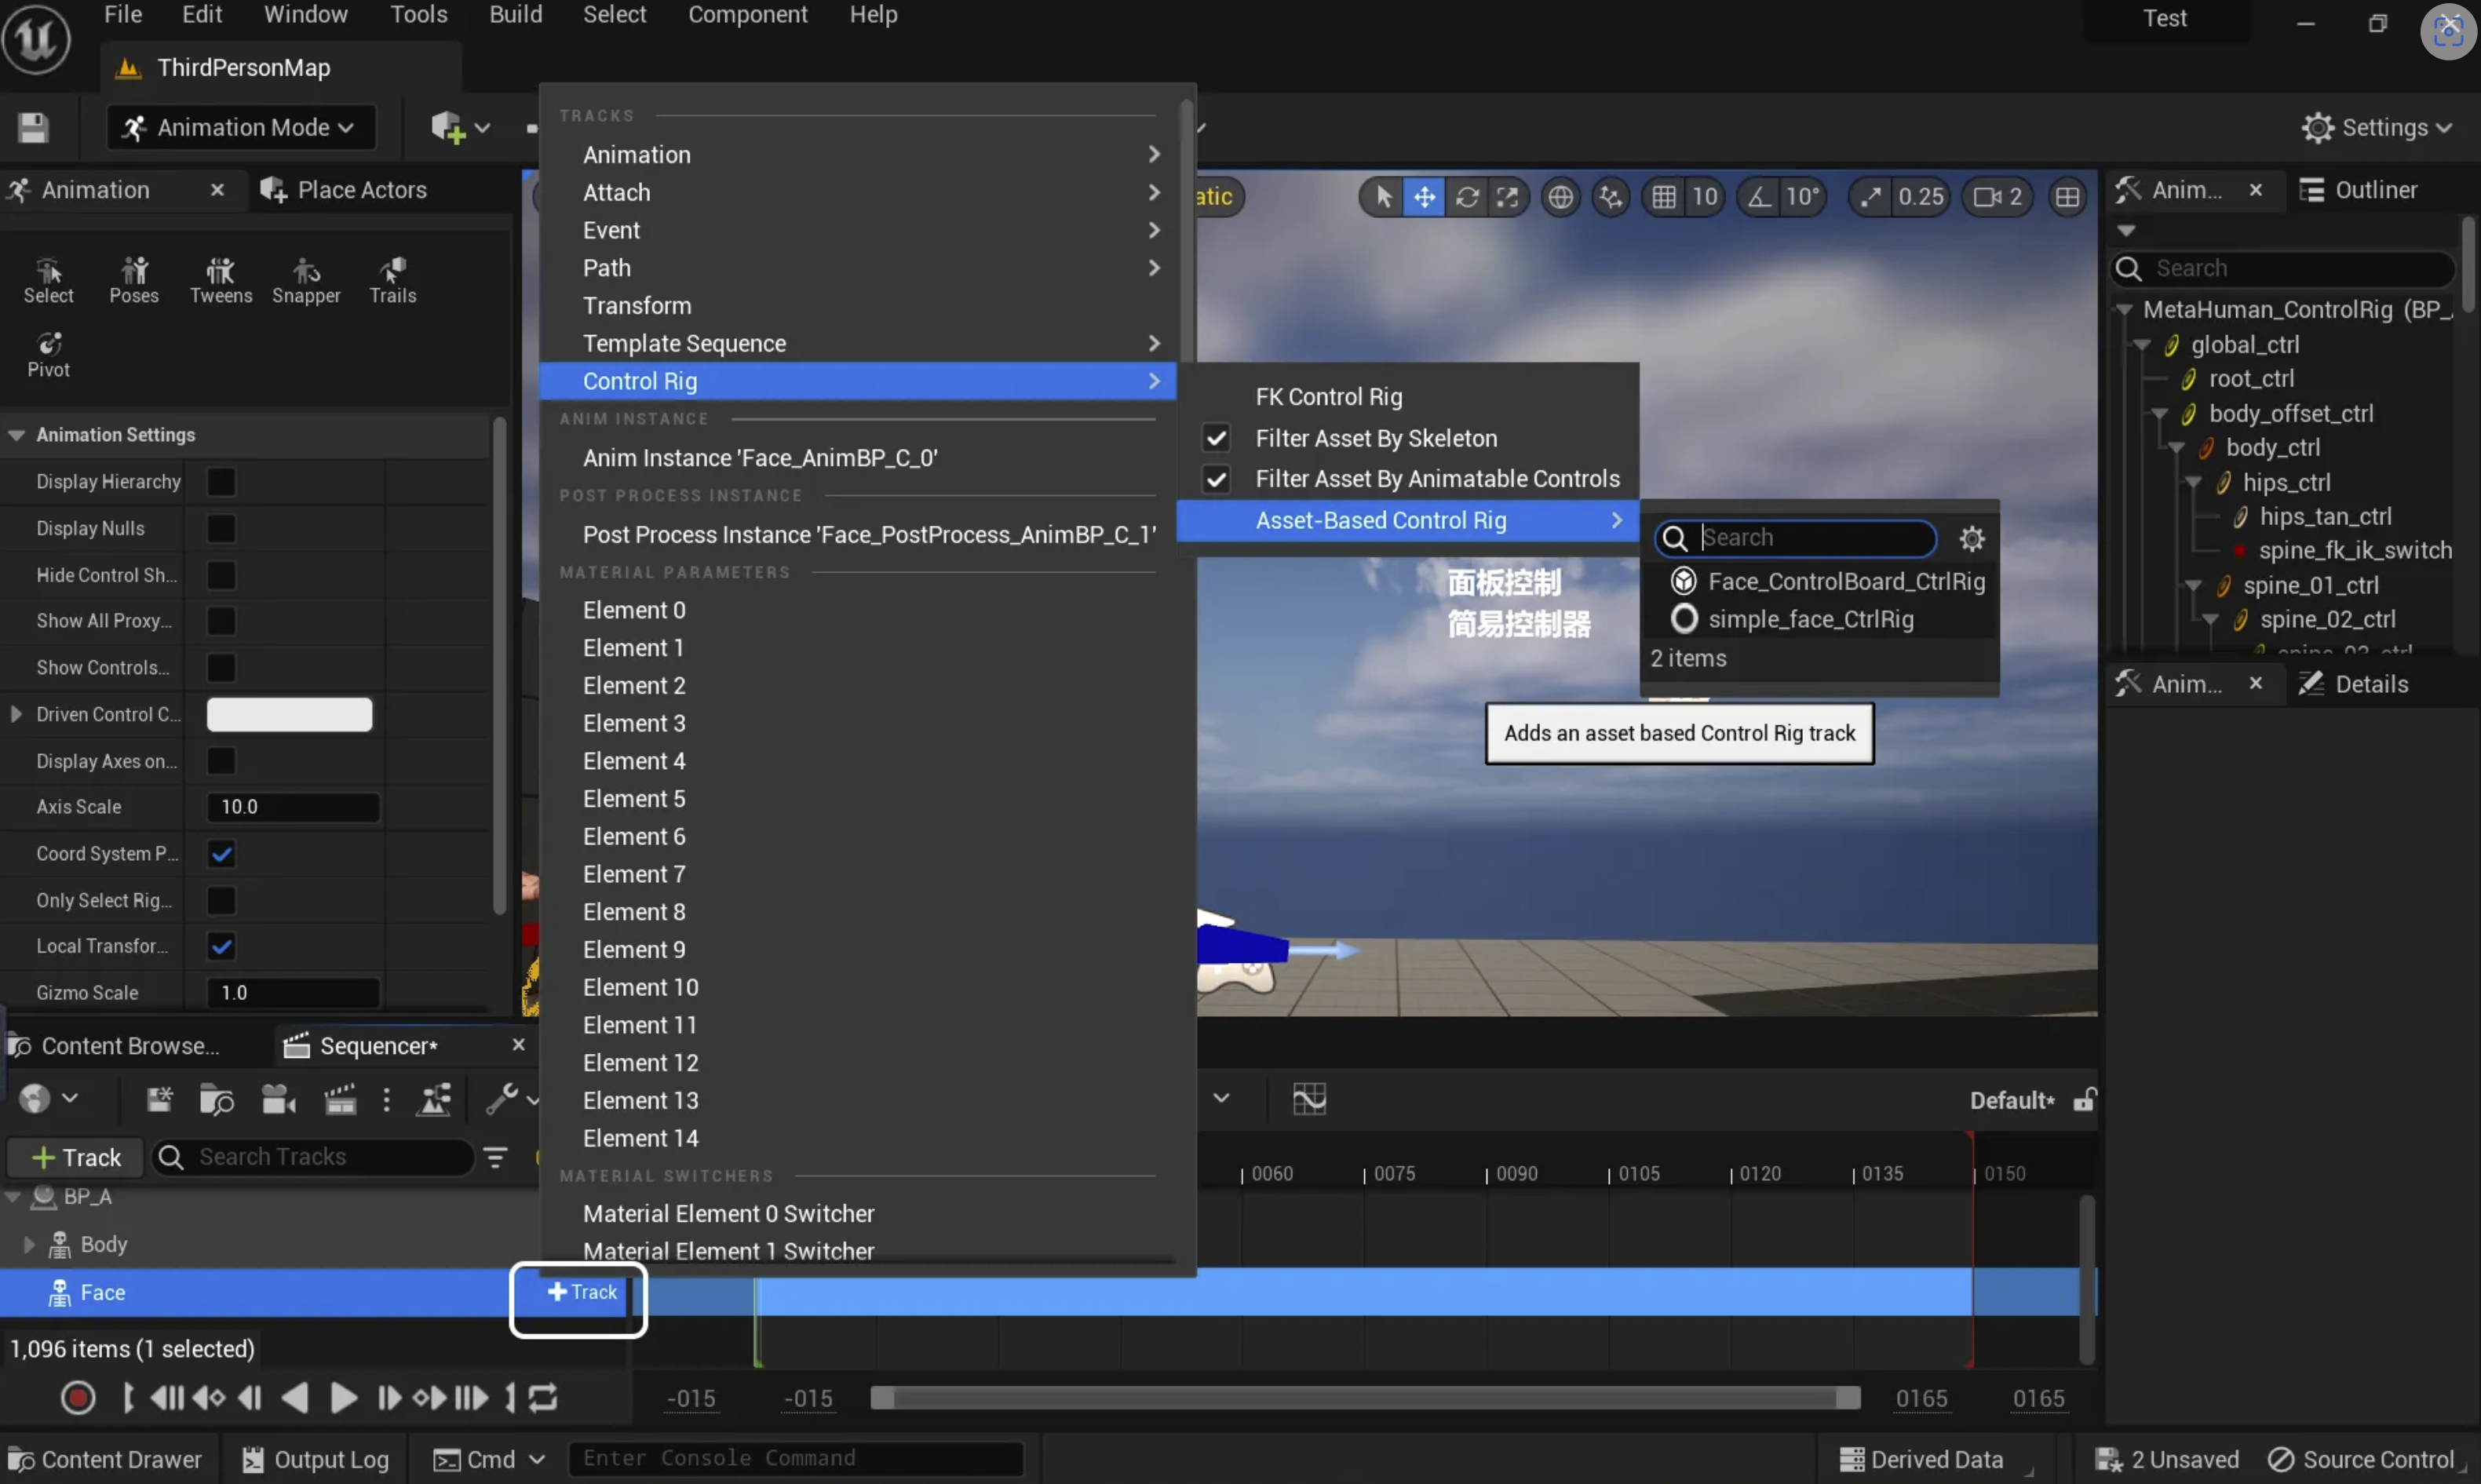 File Edit Window Tools Build Select Component Help
Test
ThirdPersonMap
Animation Mode
Settings
Animation
Place Actors
Select
Poses
Tweens
Snapper
Trails
Pivot
Animation Settings
Display Hierarchy
Display Nulls
Hide Control Sh...
Show All Proxy...
Show Controls...
Driven Control C...
Display Axes on...
Axis Scale
10.0
Coord System P...
Only Select Rig...
Local Transfor...
Gizmo Scale
1.0
TRACKS
Animation
Attach
Event
Path
Transform
Template Sequence
Control Rig
ANIM INSTANCE
Anim Instance 'Face_AnimBP_C_0'
POST PROCESS INSTANCE
Post Process Instance 'Face_PostProcess_AnimBP_C_1'
MATERIAL PARAMETERS
Element 0
Element 1
Element 2
Element 3
Element 4
Element 5
Element 6
Element 7
Element 8
Element 9
Element 10
Element 11
Element 12
Element 13
Element 14
MATERIAL SWITCHERS
Material Element 0 Switcher
Material Element 1 Switcher
FK Control Rig
Filter Asset By Skeleton
Filter Asset By Animatable Controls
Asset-Based Control Rig
Search
Face_ControlBoard_CtrlRig
simple_face_CtrlRig
2 items
面板控制
简易控制器
Adds an asset based Control Rig track
atic
10
10°
0.25
2
Anim...
Outliner
Search
MetaHuman_ControlRig (BP_
global_ctrl
root_ctrl
body_offset_ctrl
body_ctrl
hips_ctrl
hips_tan_ctrl
spine_fk_ik_switch
spine_01_ctrl
spine_02_ctrl
Anim...
Details
Content Browse...
Sequencer*
Default*
Track
Search Tracks
0060
0075
0090
0105
0120
0135
0150
BP_A
Body
Face
Track
1,096 items (1 selected)
-015
-015
0165
0165
Content Drawer
Output Log
Cmd
Enter Console Command
Derived Data
2 Unsaved
Source Control